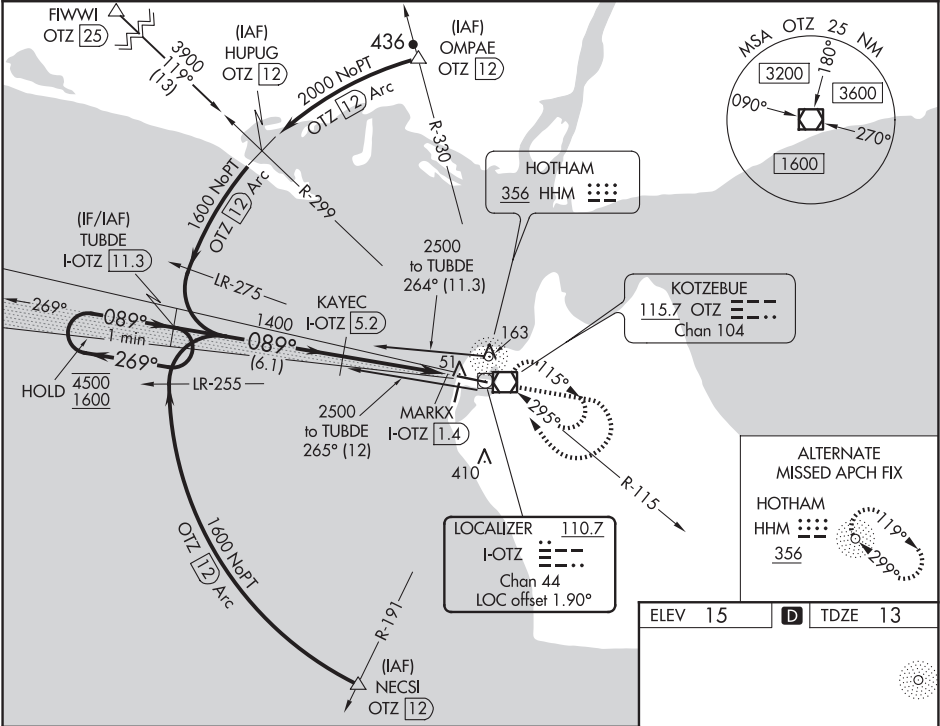 FIWWI
OTZ 25
3900
119°
(13)
(IAF)
HUPUG
OTZ 12
436
(IAF)
OMPAE
OTZ 12
2000 NoPT
OTZ 12 Arc
R-330
R-299
MSA OTZ 25 NM
3200
180°
3600
090°
270°
1600
HOTHAM
356 HHM
1600 NoPT
OTZ 12 Arc
(IF/IAF)
TUBDE
I-OTZ 11.3
2500
to TUBDE
264° (11.3)
LR-275
KAYEC
I-OTZ 5.2
KOTZEBUE
115.7 OTZ
Chan 104
163
269°
089°
1 min
269°
1400
089°
(6.1)
51
HOLD 4500
1600
LR-255
115°
295°
2500
to TUBDE
265° (12)
MARKX
I-OTZ 1.4
410
R-115
ALTERNATE
MISSED APCH FIX
HOTHAM
HHM
356
119°
299°
LOCALIZER 110.7
I-OTZ
Chan 44
LOC offset 1.90°
1600 NoPT
OTZ 12 Arc
R-191
(IAF)
NECSI
OTZ 12
ELEV 15 D TDZE 13